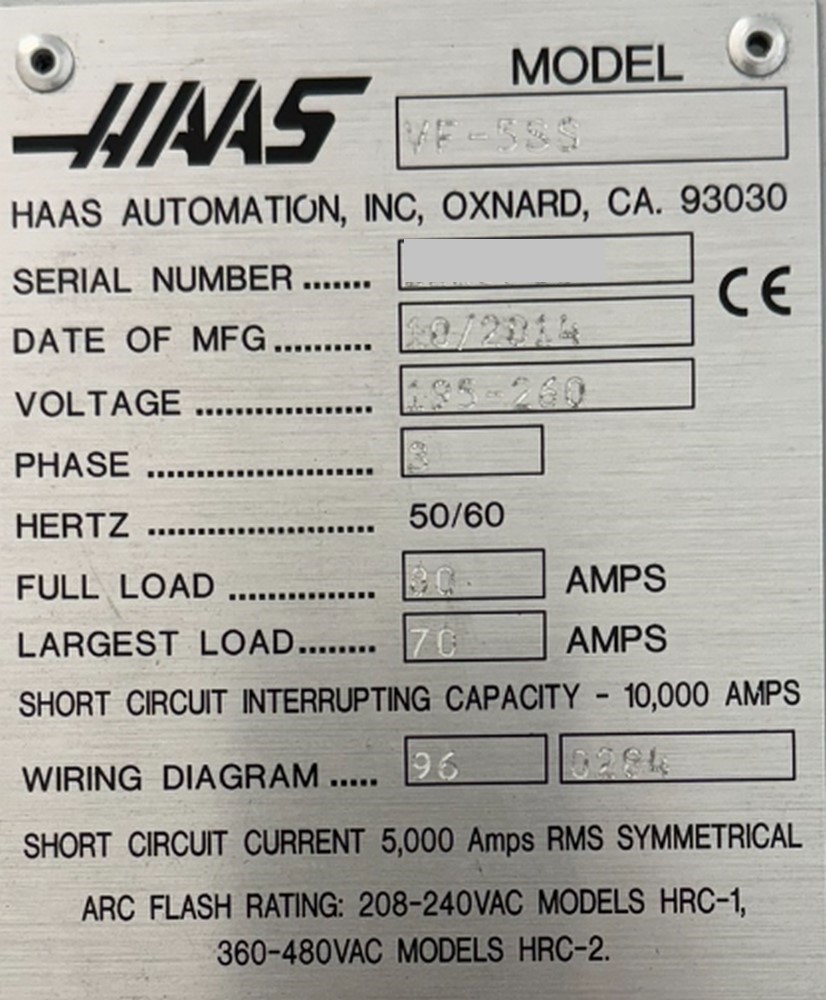 MODEL
HAAS VF-5SS
HAAS AUTOMATION, INC, OXNARD, CA. 93030
SERIAL NUMBER .......
CE
DATE OF MFG.......... 10/2014
VOLTAGE .................. 195-260
PHASE ....................... 3
HERTZ ....................... 50/60
FULL LOAD ............... 80 AMPS
LARGEST LOAD........ 70 AMPS
SHORT CIRCUIT INTERRUPTING CAPACITY - 10,000 AMPS
WIRING DIAGRAM ..... 96 0284
SHORT CIRCUIT CURRENT 5,000 Amps RMS SYMMETRICAL
ARC FLASH RATING: 208-240VAC MODELS HRC-1,
360-480VAC MODELS HRC-2.